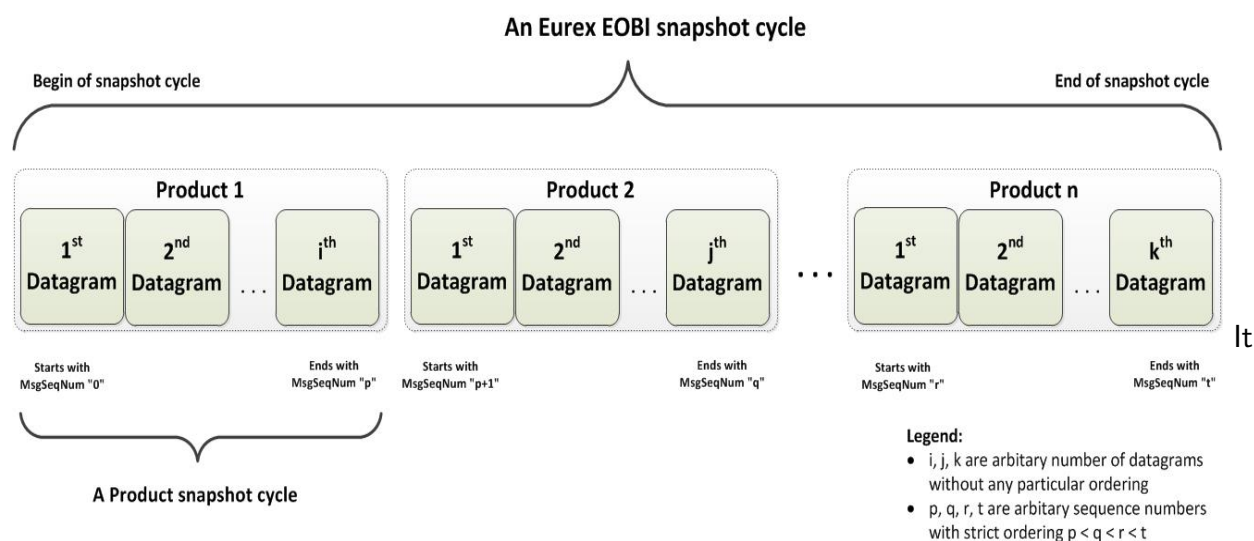 An Eurex EOBI snapshot cycle
Begin of snapshot cycle
End of snapshot cycle
Product 1
Product 2
Product n
1st
Datagram
2nd
Datagram
. . .
ith
Datagram
1st
Datagram
2nd
Datagram
. . .
jth
Datagram
. . .
1st
Datagram
2nd
Datagram
. . .
kth
Datagram
It
Starts with
MsgSeqNum "0"
Ends with
MsgSeqNum "p"
Starts with
MsgSeqNum "p+1"
Ends with
MsgSeqNum "q"
Starts with
MsgSeqNum "r"
Ends with
MsgSeqNum "t"
A Product snapshot cycle
Legend:
• i, j, k are arbitary number of datagrams
without any particular ordering
• p, q, r, t are arbitary sequence numbers
with strict ordering p < q < r < t